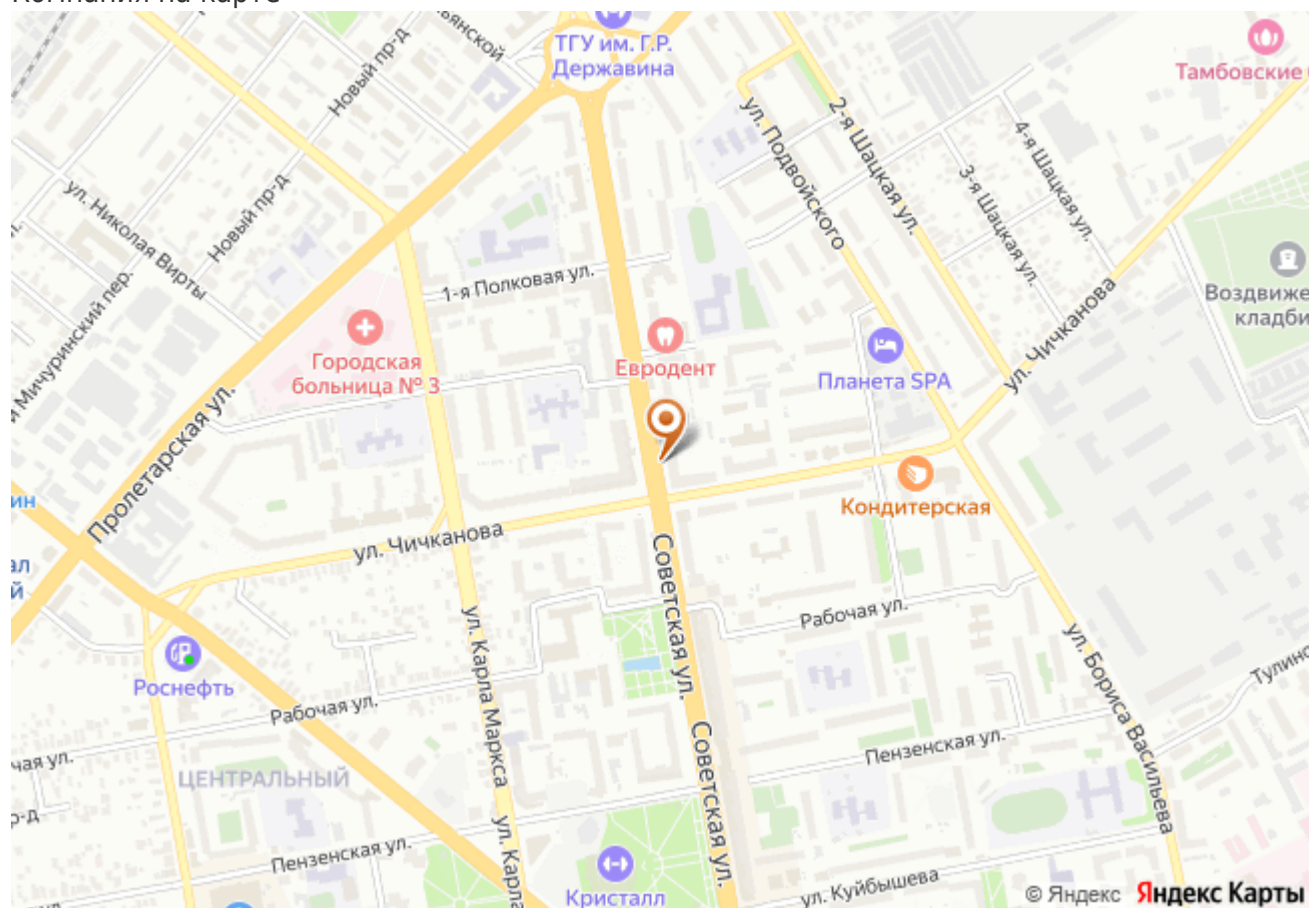 Компания на карте
ТГУ им. Г.Р.
Державина
Тамбовские
Новый пр-д
ул. Подвойского
2-я Шацкая ул.
4-я Шацкая ул.
3-я Шацкая ул.
ул. Николая Вирты
Новый пр-д
1-я Полковая ул.
ул. Чичканова
Мичуринский пер.
Городская
больница № 3
Евродент
Планета SPA
Пролетарская ул.
Кондитерская
ул. Чичканова
Советская ул.
Рабочая ул.
ул. Карла Маркса
ул. Бориса Васильева
Роснефть
Рабочая ул.
Советская ул.
Пензенская ул.
ЦЕНТРАЛЬНЫЙ
Пензенская ул.
ул. Карла
Кристалл
ул. Куйбышева
© Яндекс Яндекс Карты